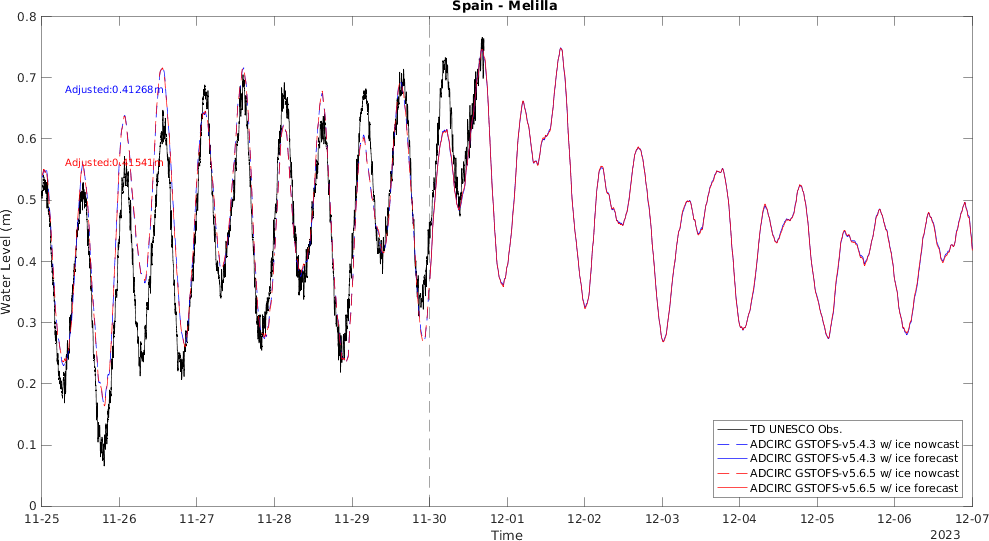 Spain - Melilla
0.8
0.7
0.6
0.5
0.4
0.3
0.2
0.1
0
Water Level (m)
Adjusted:0.41268m
Adjusted:0.41541m
TD UNESCO Obs.
ADCIRC GSTOFS-v5.4.3 w/ ice nowcast
ADCIRC GSTOFS-v5.4.3 w/ ice forecast
ADCIRC GSTOFS-v5.6.5 w/ ice nowcast
ADCIRC GSTOFS-v5.6.5 w/ ice forecast
11-25 11-26 11-27 11-28 11-29 11-30 12-01 12-02 12-03 12-04 12-05 12-06 12-07
Time
2023